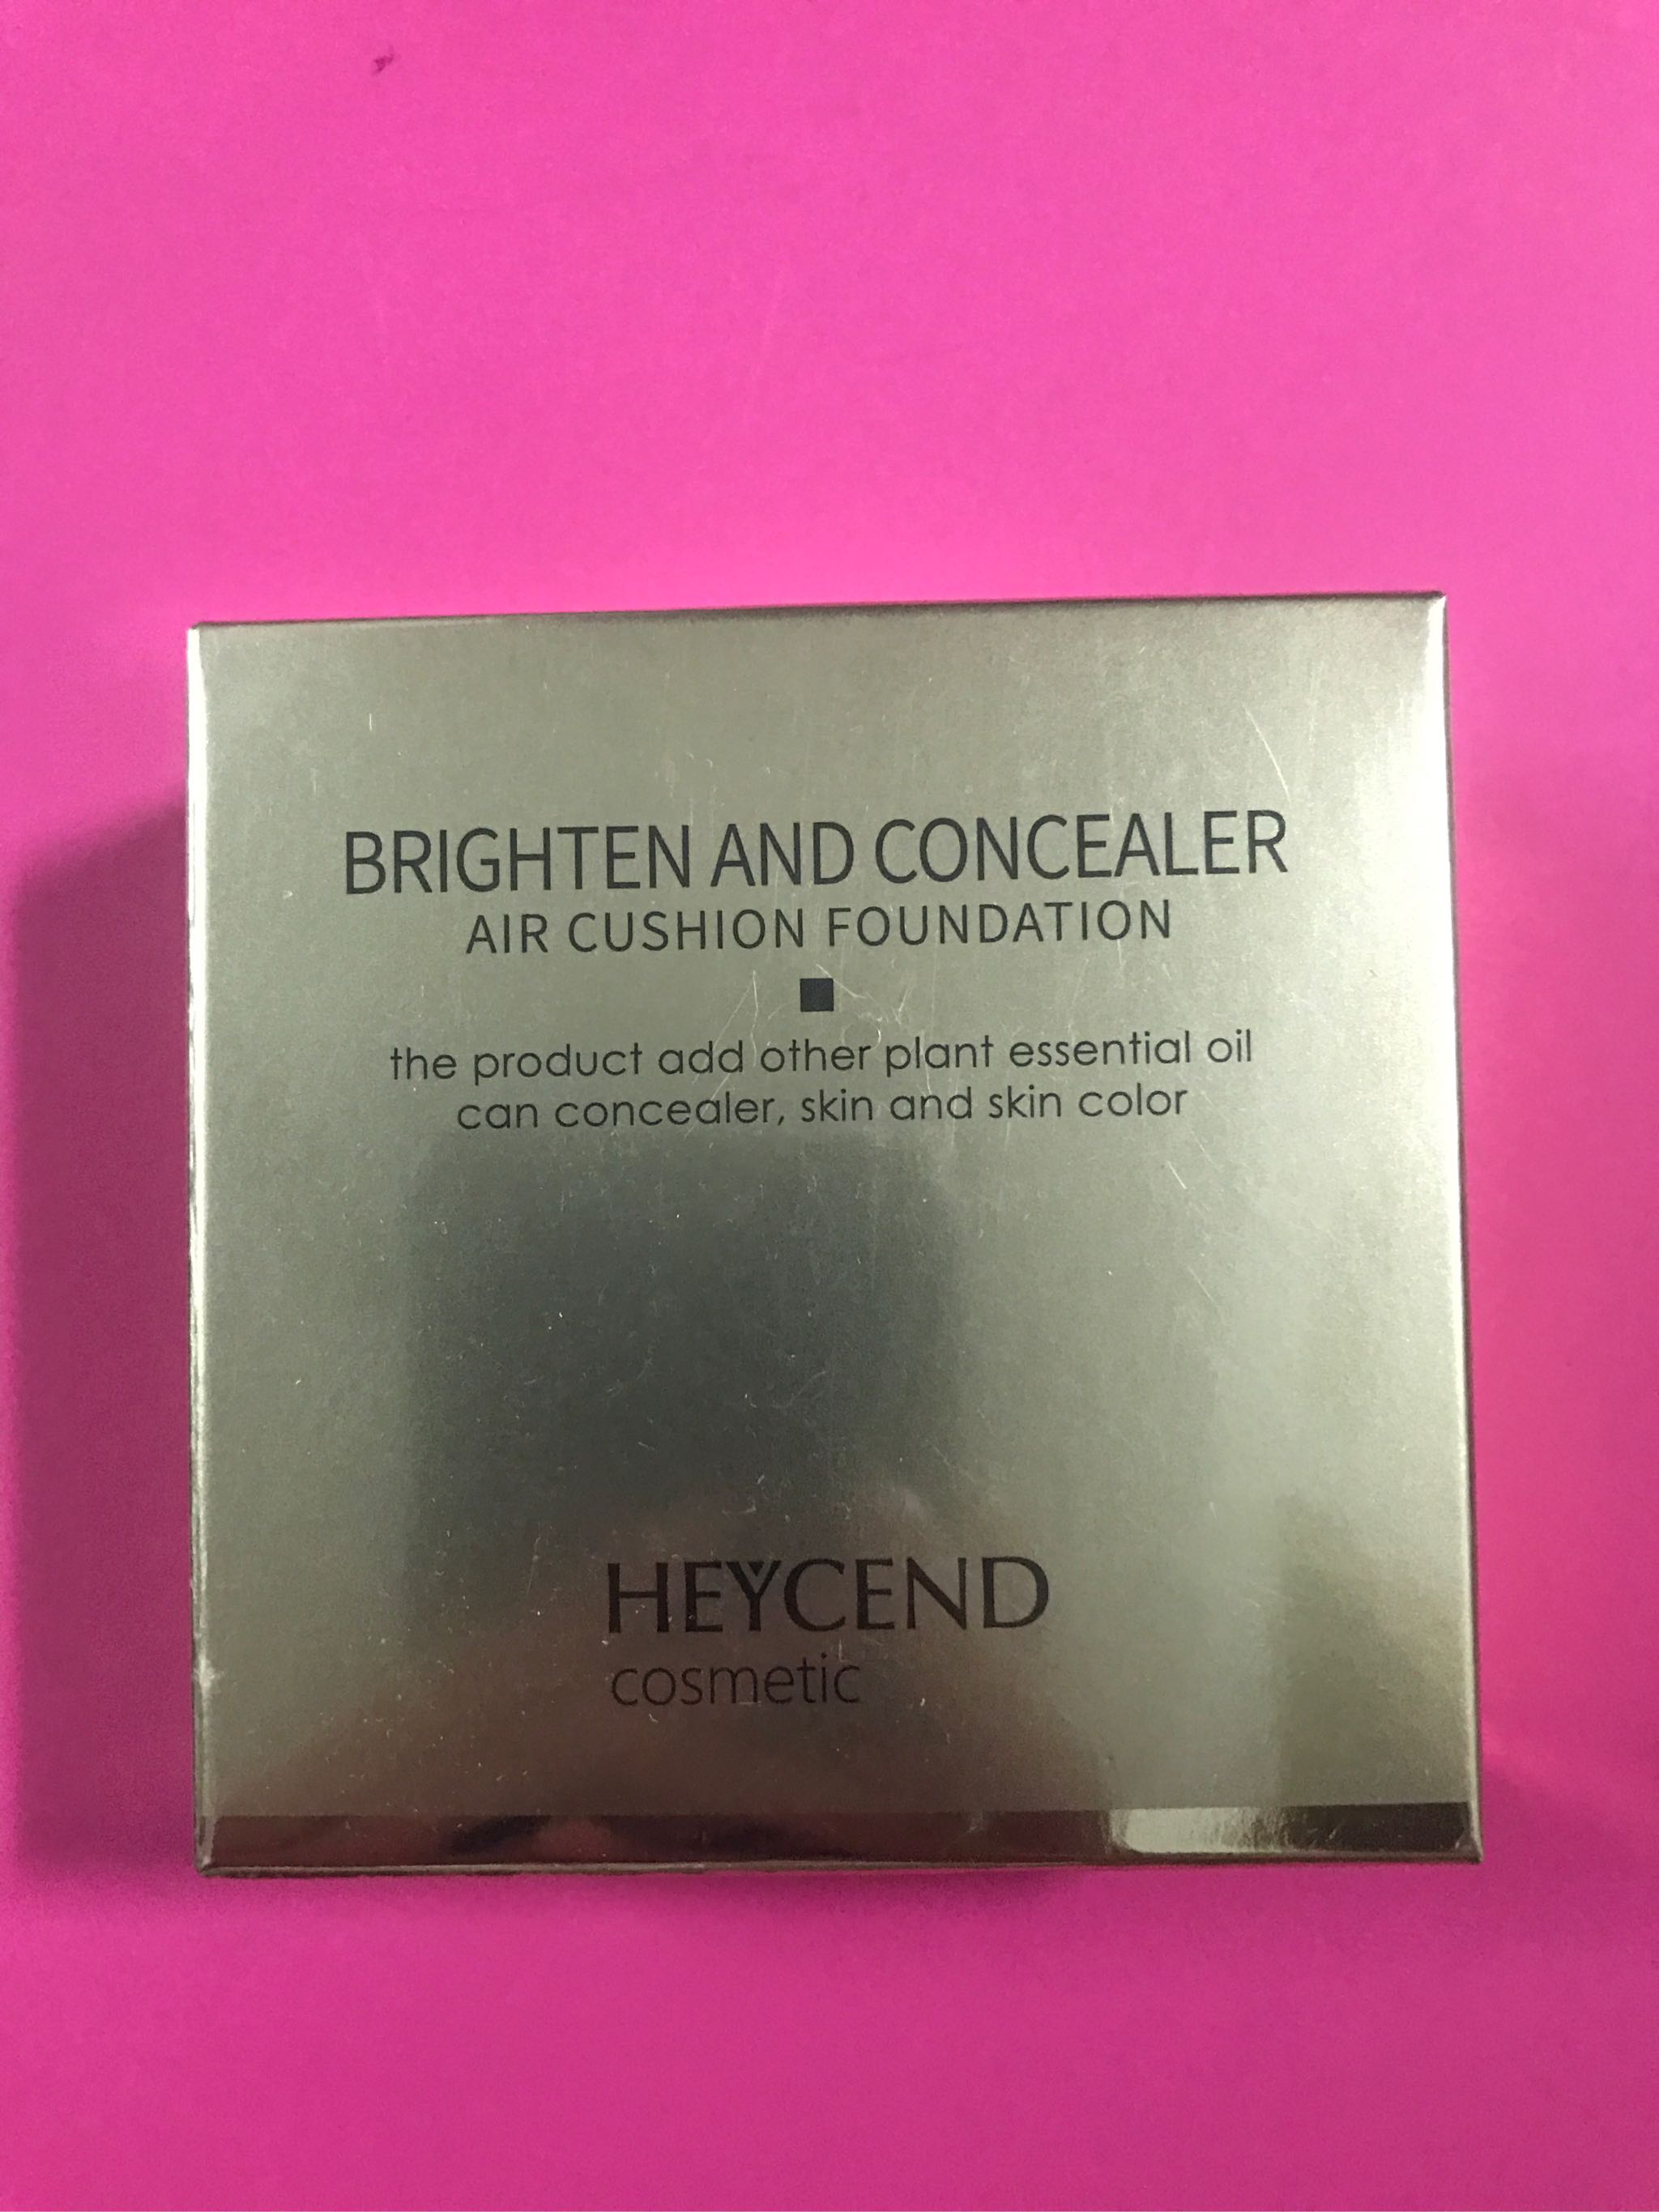 BRIGHTEN AND CONCEALER
AIR CUSHION FOUNDATION
the product add other plant essential oil
can concealer, skin and skin color
HEYCEND
cosmetic